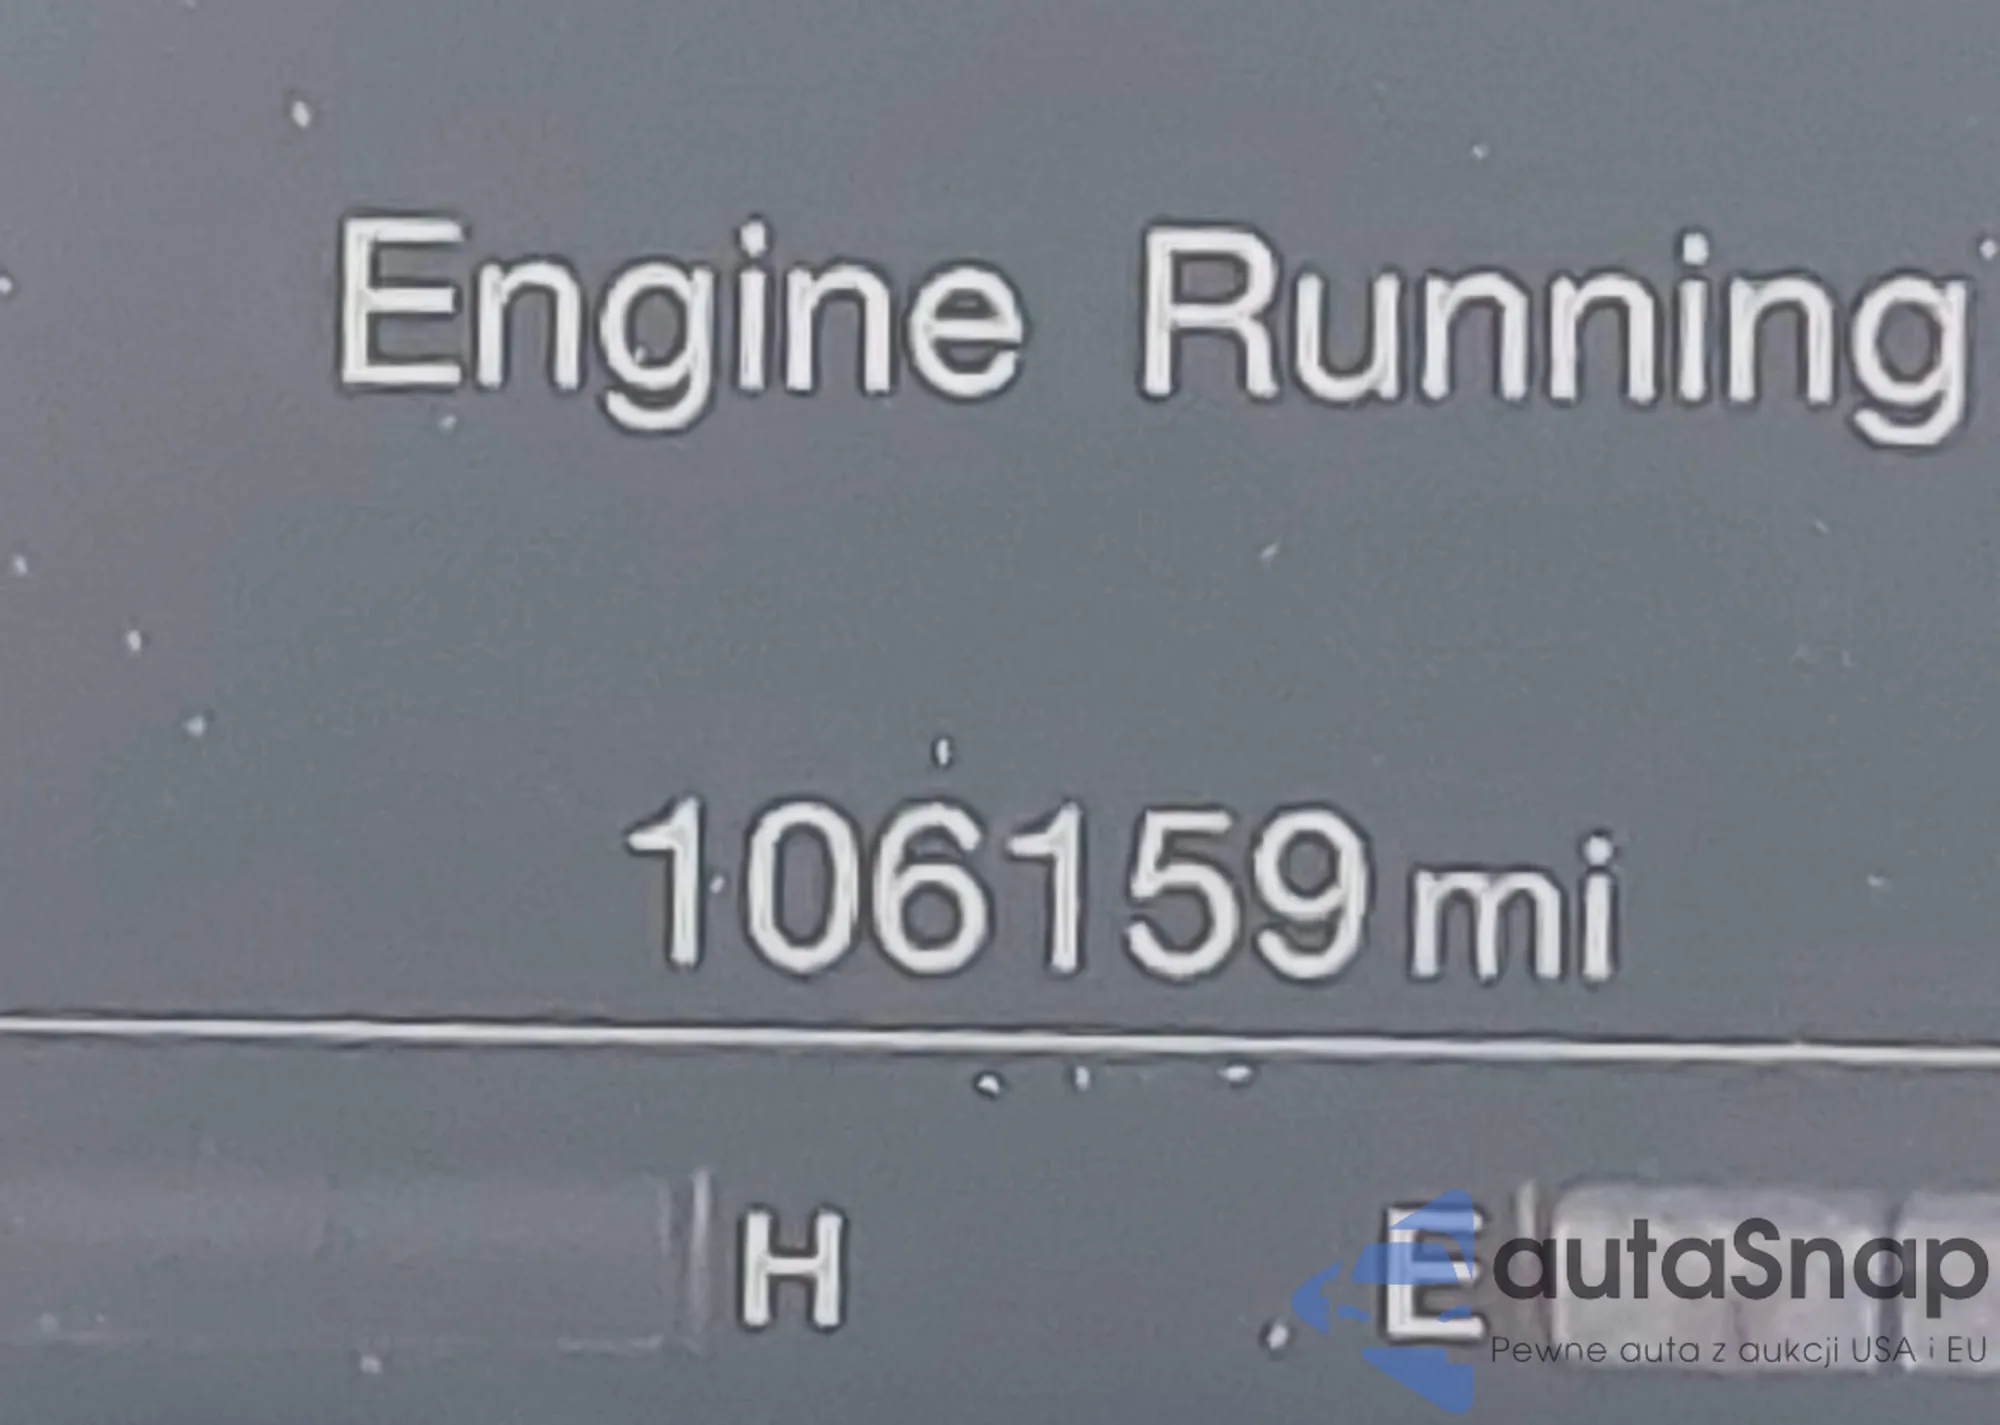 Engine Running
106159 mi
H E
autaSnap
Pewne auta z aukcji USA i EU